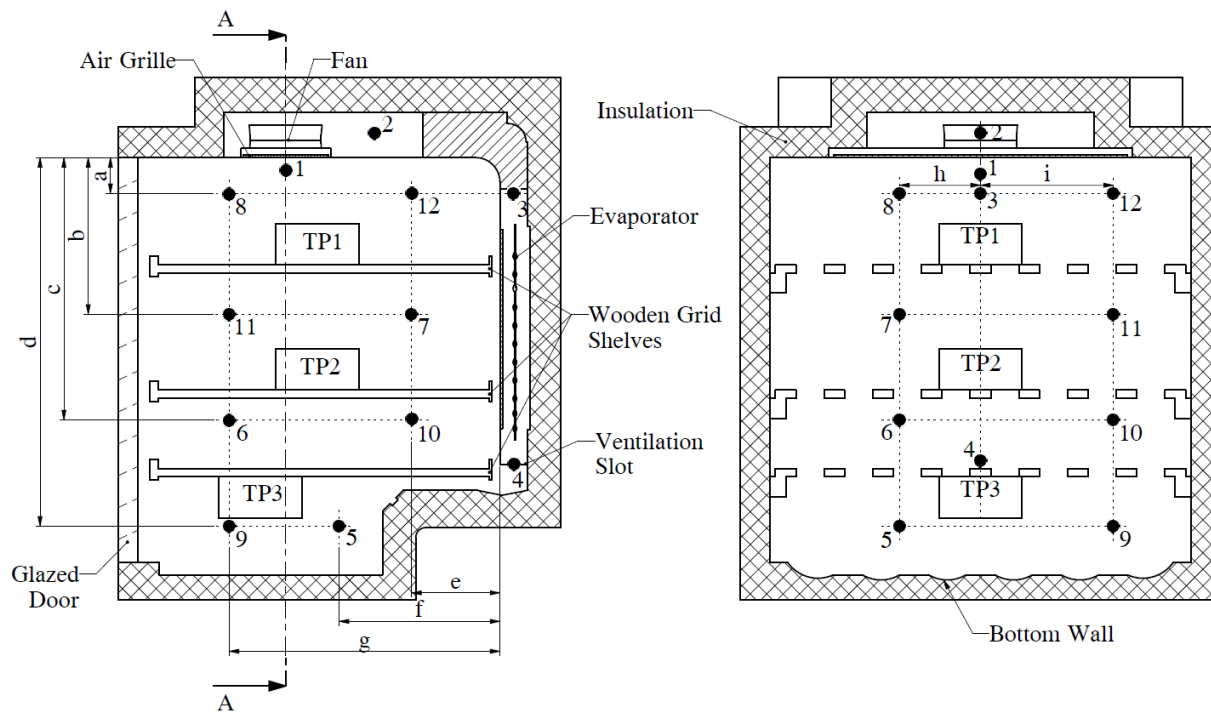 A
A
Air Grille
Fan
2
1
a
8
12
3
b
c
d
TP1
Evaporator
11
7
Wooden Grid
Shelves
TP2
6
10
Ventilation
Slot
4
TP3
9
5
Glazed
Door
e
f
g
A
Insulation
2
1
h
i
8
3
12
TP1
7
11
TP2
6
10
4
TP3
5
9
Bottom Wall